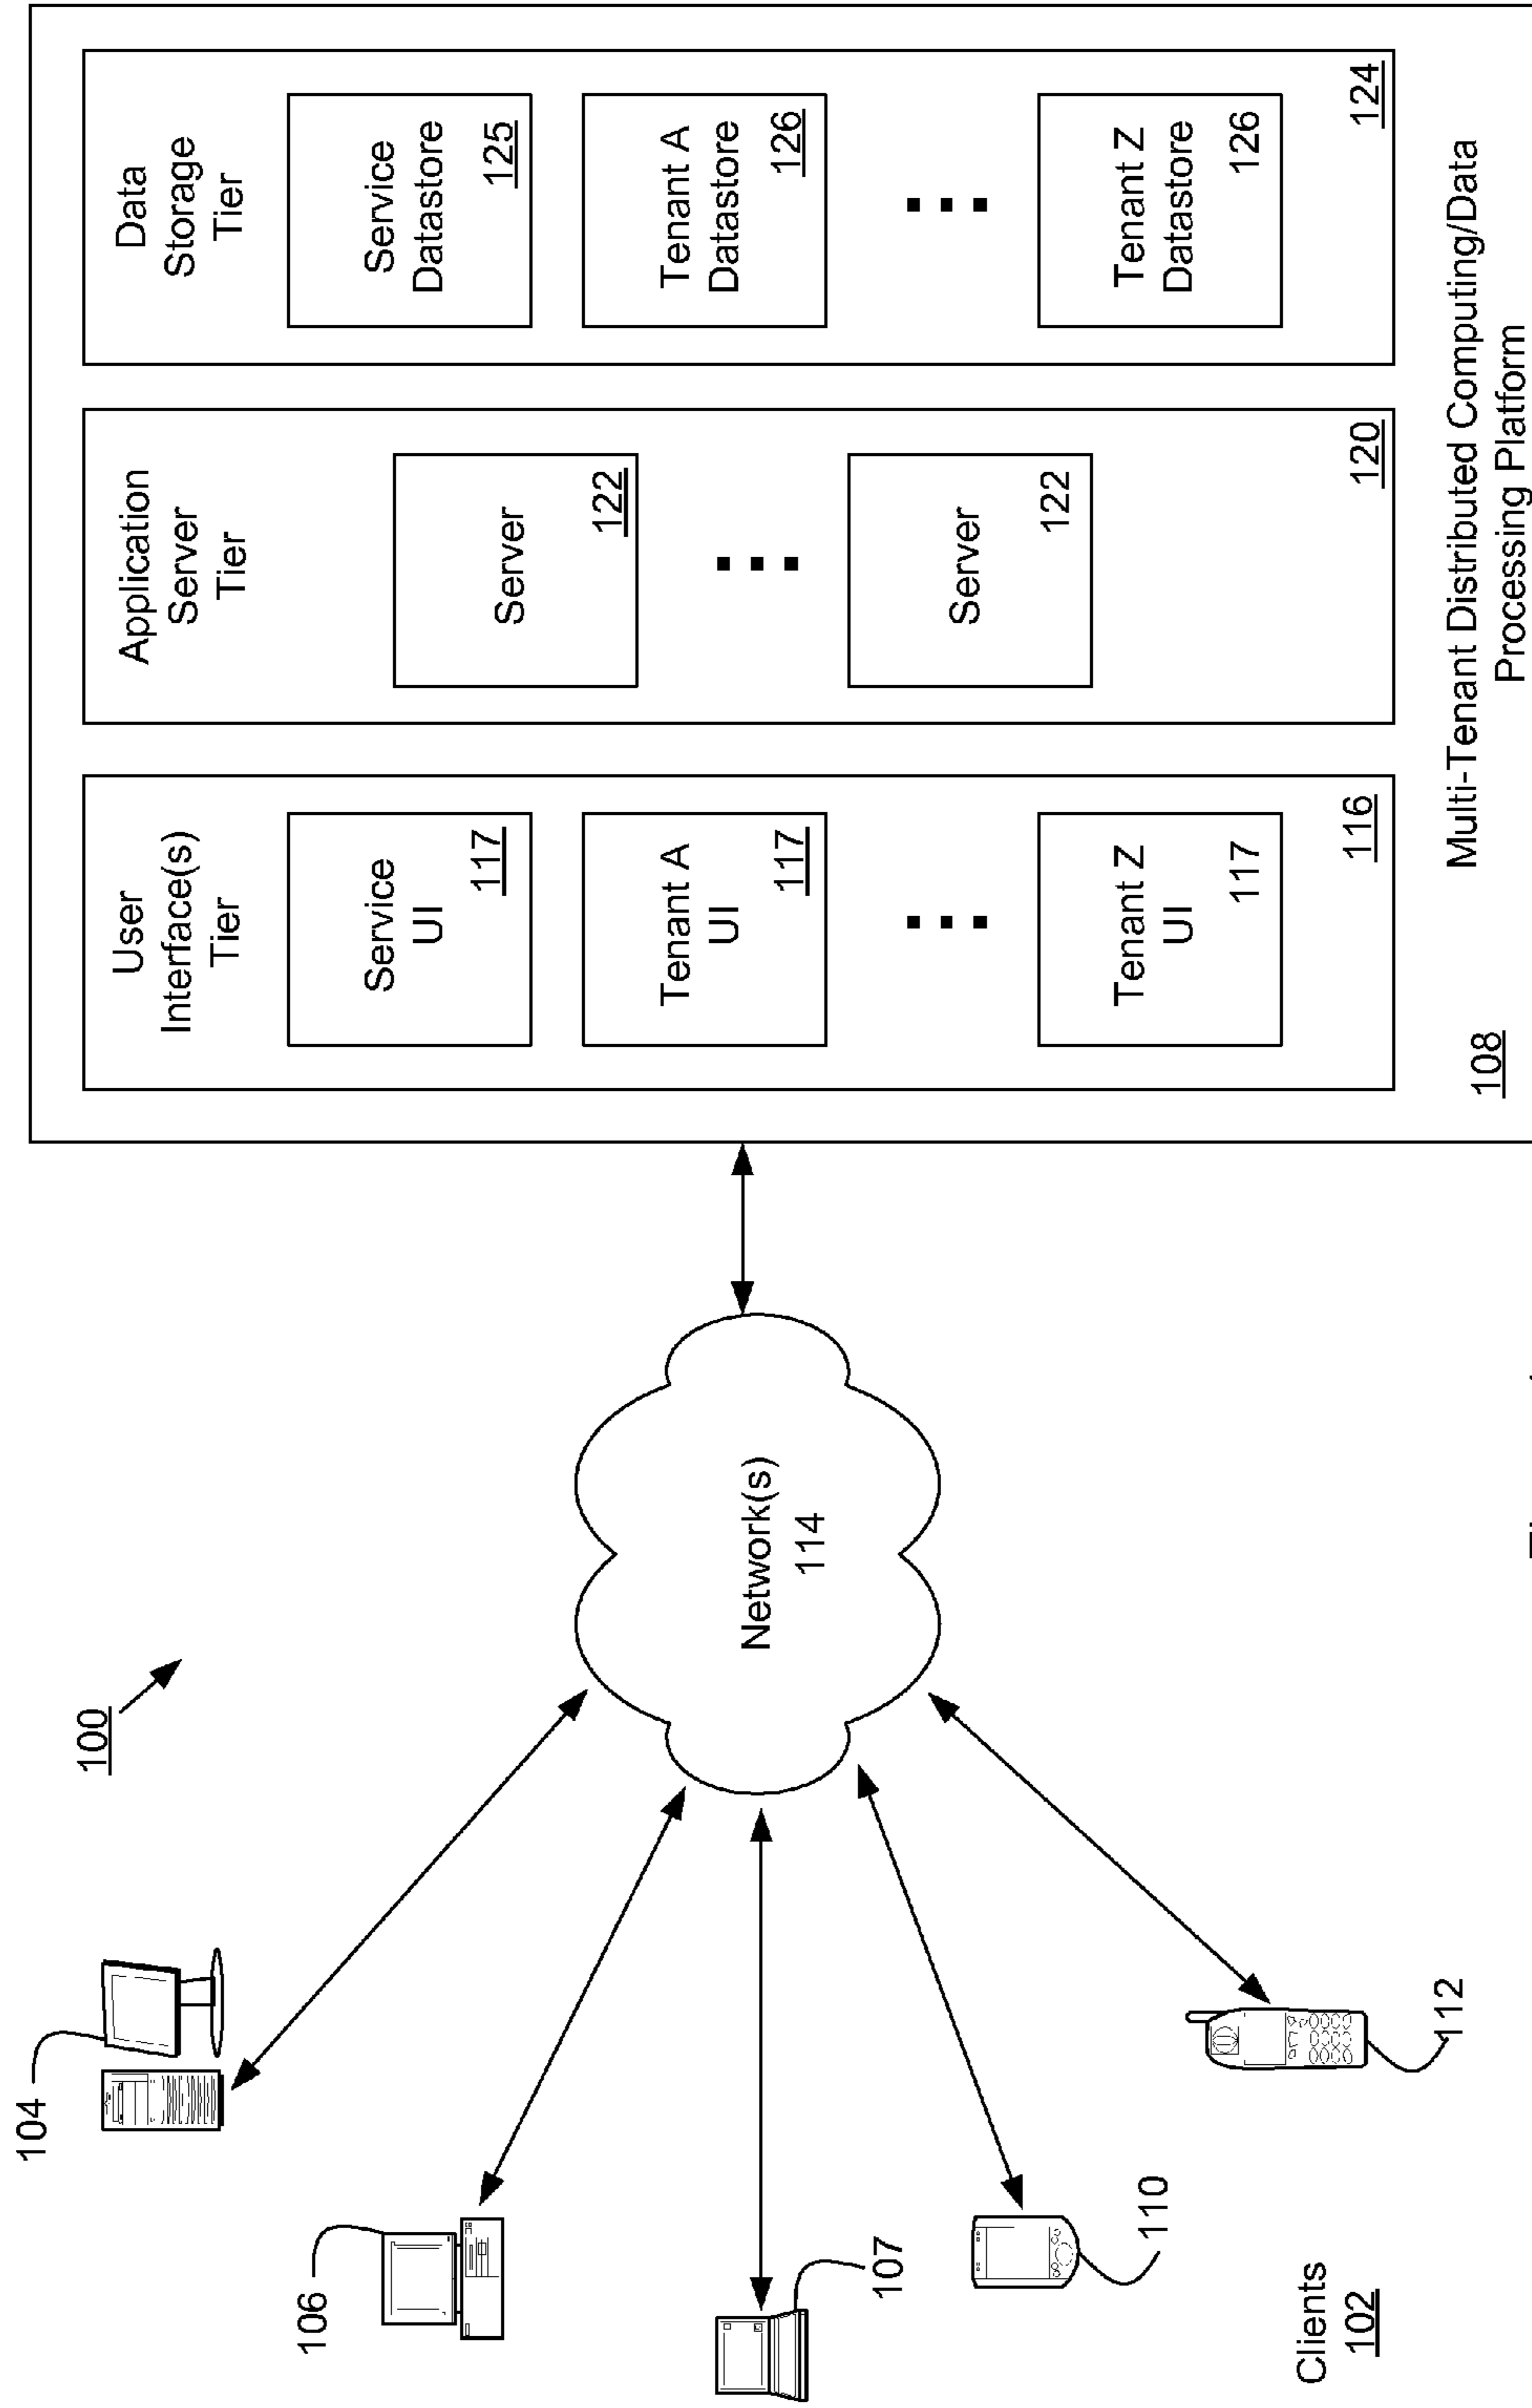 100
104
106
107
110
112
Clients
102
Network(s)
114
User
Interface(s)
Tier
Service
UI
117
Tenant A
UI
117
Tenant Z
UI
117
116
Application
Server
Tier
Server
122
Server
122
120
Data
Storage
Tier
Service
Datastore
125
Tenant A
Datastore
126
Tenant Z
Datastore
126
124
108
Multi-Tenant Distributed Computing/Data
Processing Platform